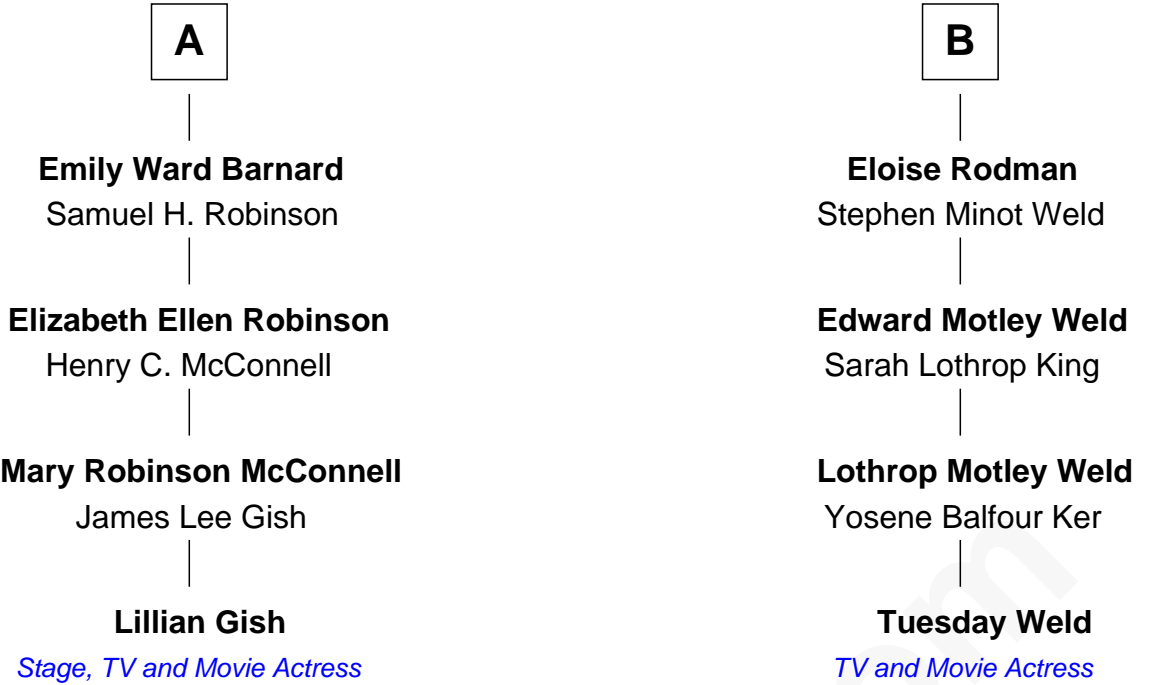 A
Emily Ward Barnard
Samuel H. Robinson
Elizabeth Ellen Robinson
Henry C. McConnell
Mary Robinson McConnell
James Lee Gish
Lillian Gish
Stage, TV and Movie Actress
B
Eloise Rodman
Stephen Minot Weld
Edward Motley Weld
Sarah Lothrop King
Lothrop Motley Weld
Yosene Balfour Ker
Tuesday Weld
TV and Movie Actress